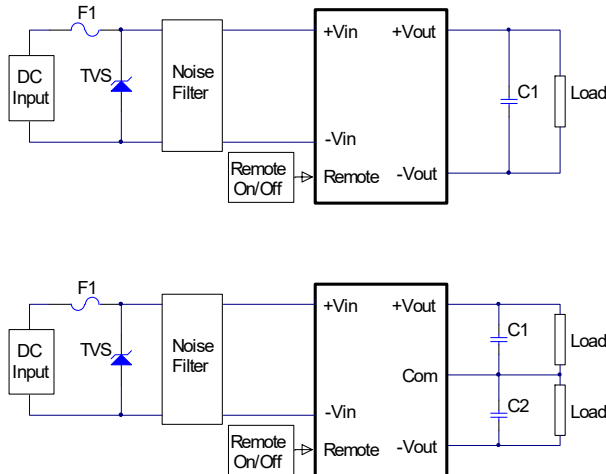 F1
+Vin
+Vout
TVS
Noise
Filter
DC
Input
C1
Load
-Vin
Remote
On/Off
Remote
-Vout
F1
+Vin
+Vout
TVS
Noise
Filter
DC
Input
C1
Load
Com
C2
Load
-Vin
Remote
On/Off
Remote
-Vout